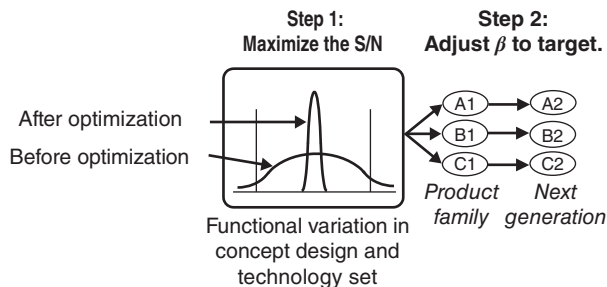 Step 1:
Maximize the S/N
Step 2:
Adjust β to target.
After optimization
Before optimization
A1
A2
B1
B2
C1
C2
Product
family
Next
generation
Functional variation in
concept design and
technology set